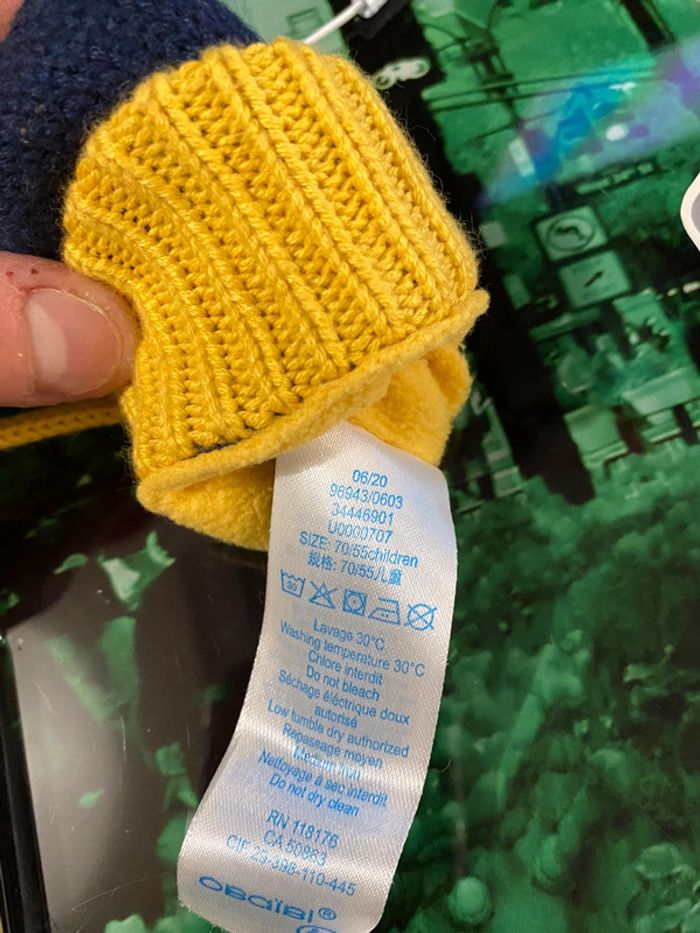 06/20
96943/0603
34446901
U0000707
SIZE: 70/55children
规格: 70/55儿童
30
Lavage 30°C
Washing temperature 30°C
Chlore interdit
Do not bleach
Séchage électrique doux
autorisé
Low tumble dry authorized
Repassage moyen
Medium iron
Nettoyage à sec interdit
Do not dry clean
RN 118176
CA 50863
CIF 29-398-110-445
OBaïBI®